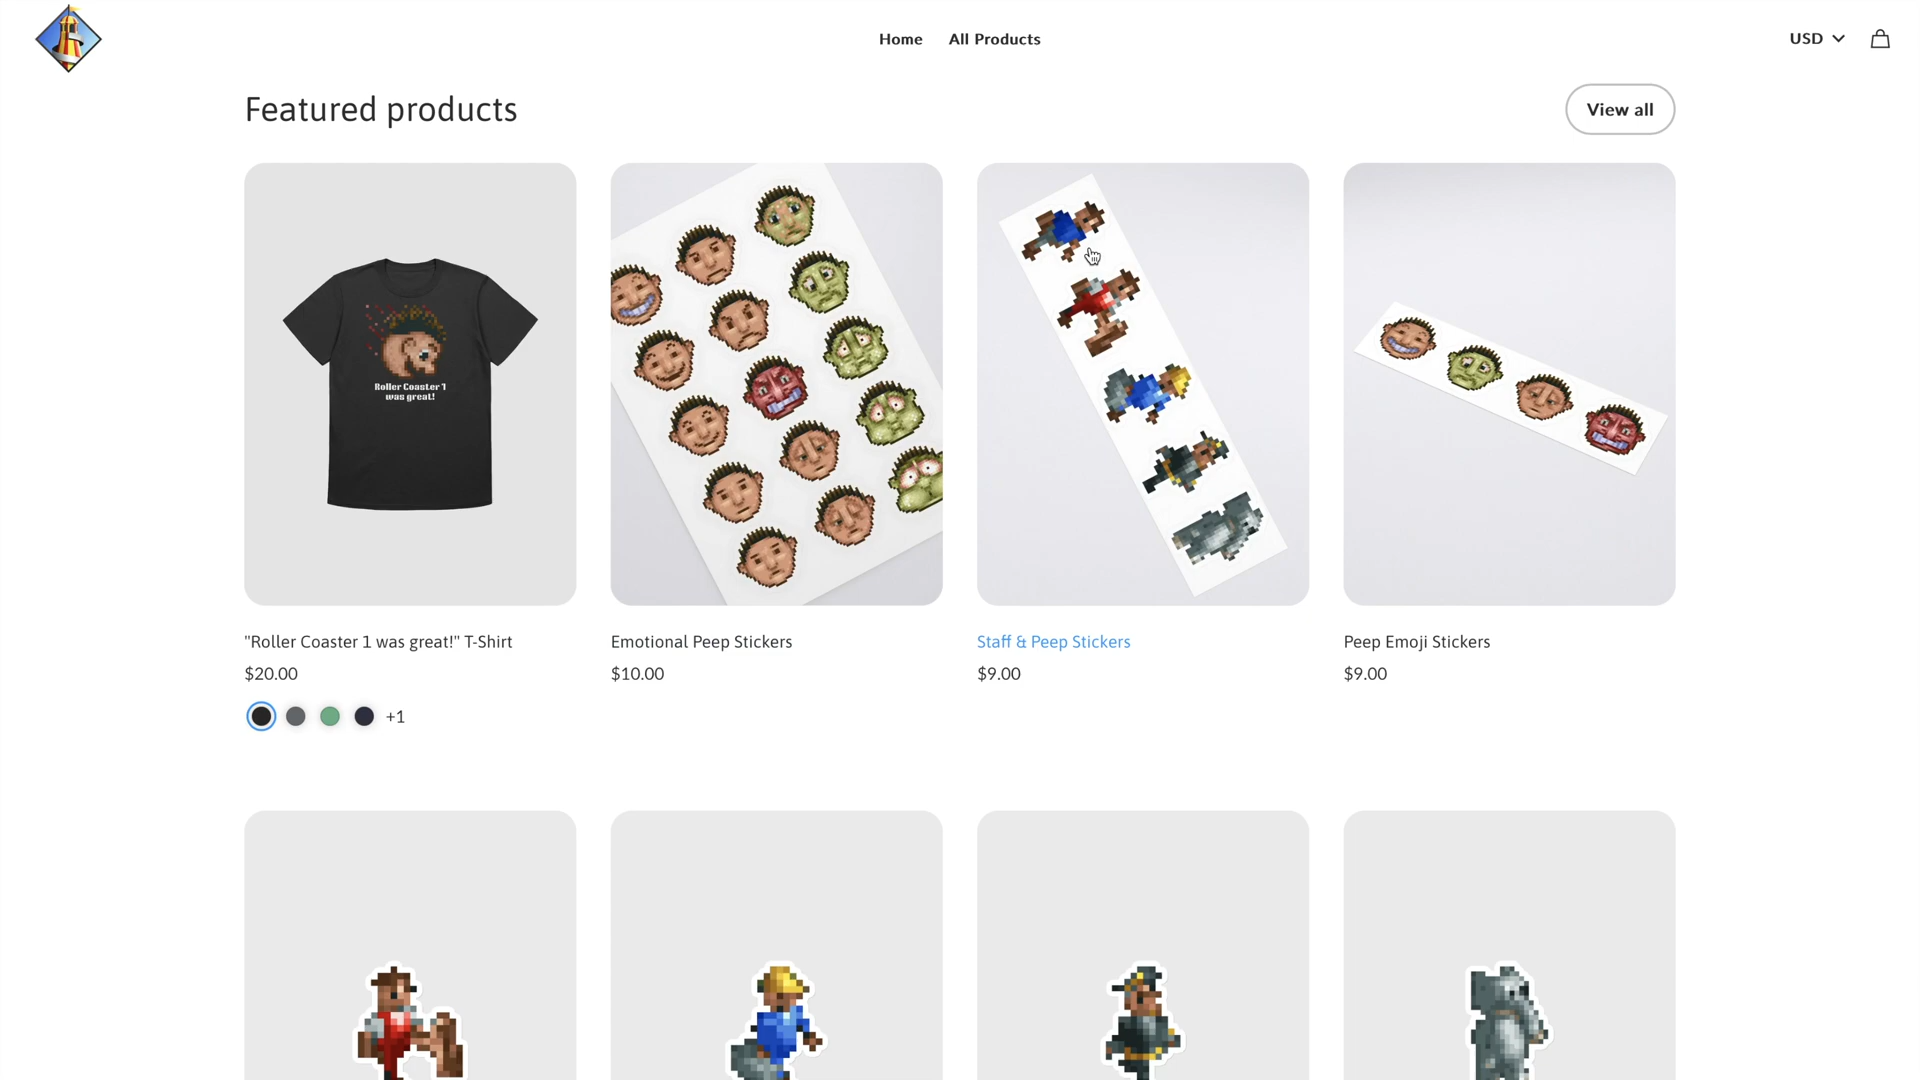 Home
All Products
USD
Featured products
View all
Roller Coaster 1
was great!
"Roller Coaster 1 was great!" T-Shirt
$20.00
+1
Emotional Peep Stickers
$10.00
Staff & Peep Stickers
$9.00
Peep Emoji Stickers
$9.00